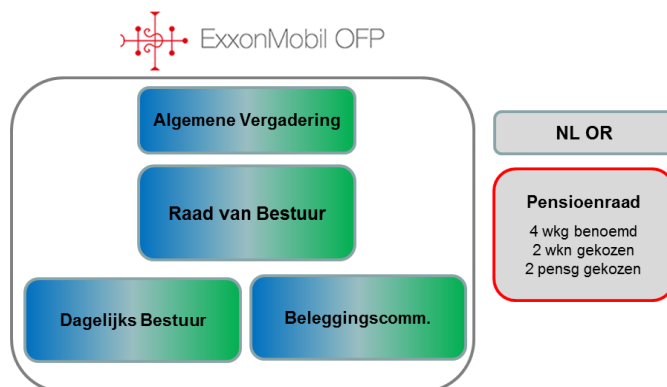 ExxonMobil OFP
Algemene Vergadering
NL OR
Raad van Bestuur
Pensioenraad
4 wkg benoemd
2 wkn gekozen
2 pensg gekozen
Dagelijks Bestuur
Beleggingscomm.